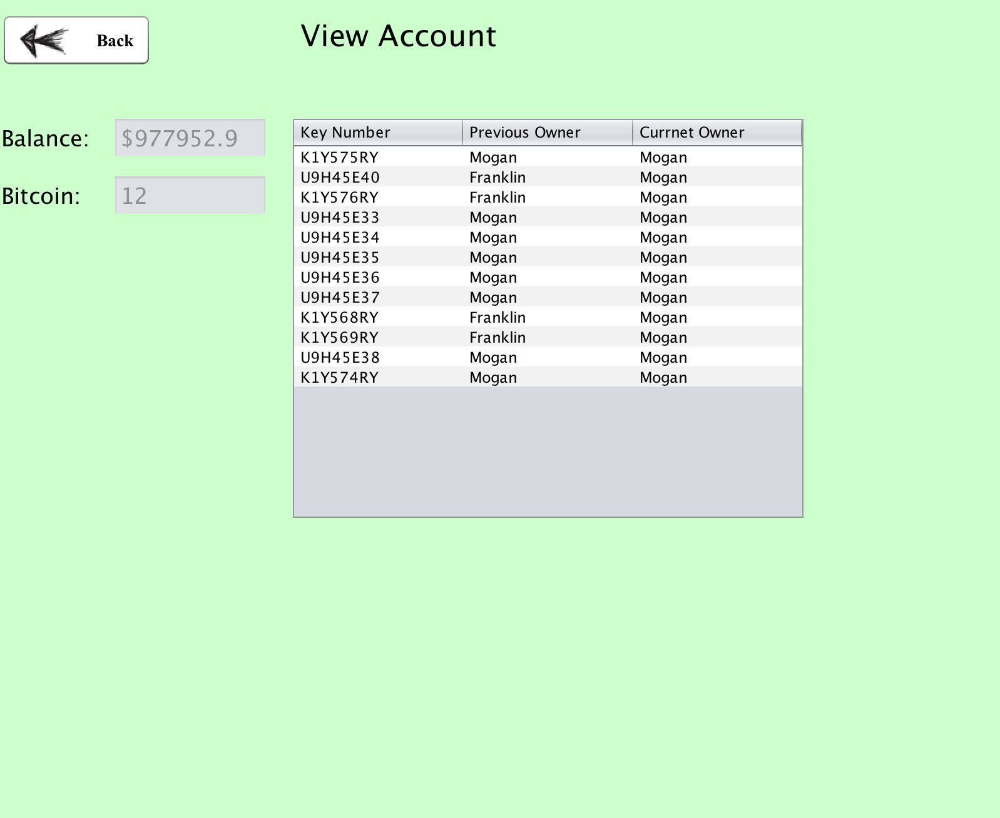 Back
View Account
Balance: $977952.9
Bitcoin: 12
Key Number Previous Owner Currnet Owner
K1Y575RY Mogan Mogan
U9H45E40 Franklin Mogan
K1Y576RY Franklin Mogan
U9H45E33 Mogan Mogan
U9H45E34 Mogan Mogan
U9H45E35 Mogan Mogan
U9H45E36 Mogan Mogan
U9H45E37 Mogan Mogan
K1Y568RY Franklin Mogan
K1Y569RY Franklin Mogan
U9H45E38 Mogan Mogan
K1Y574RY Mogan Mogan